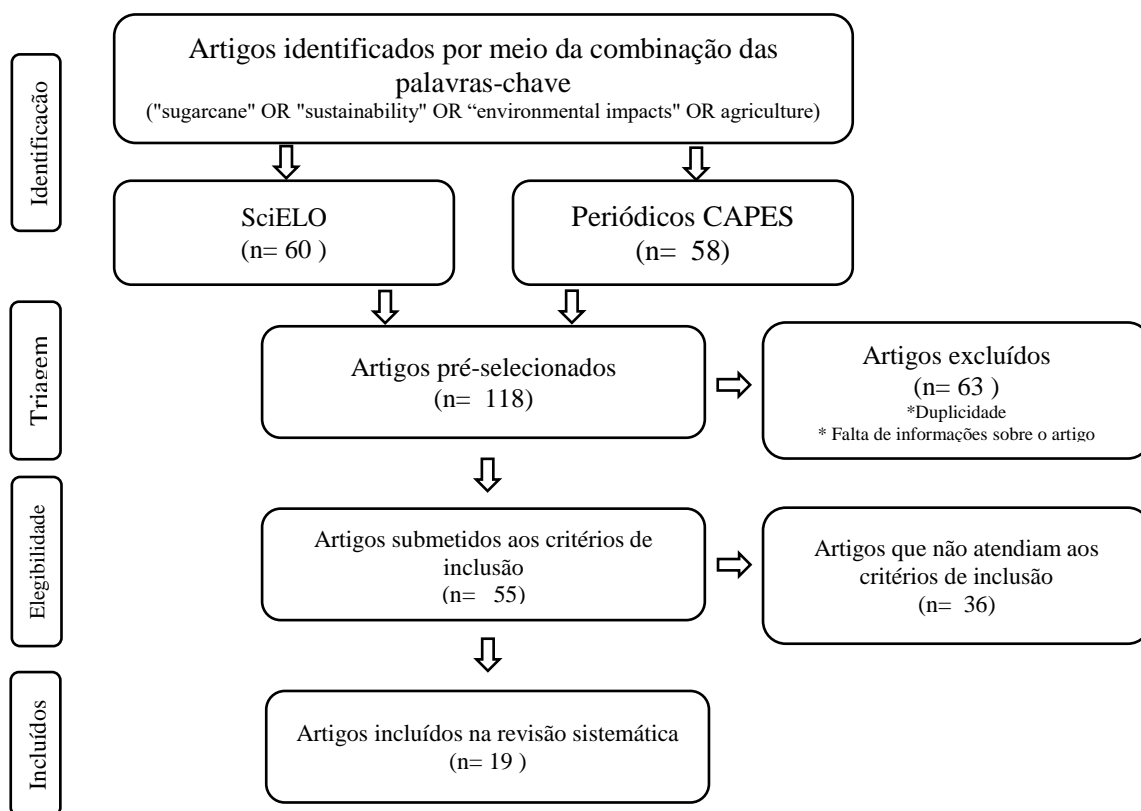 Identificacão
Artigos identificados por meio da combinação das
palavras-chave
("sugarcane" OR "sustainability" OR “environmental impacts" OR agriculture)
SciELO
(n= 60 )
Periódicos CAPES
(n=  58)
Triagem
Artigos pré-selecionados
(n=  118)
Artigos excluídos
(n= 63 )
*Duplicidade
* Falta de informações sobre o artigo
Elegibilidade
Artigos submetidos aos critérios de
inclusão
(n=   55)
Artigos que não atendiam aos
critérios de inclusão
(n=  36)
Incluídos
Artigos incluídos na revisão sistemática
(n= 19 )